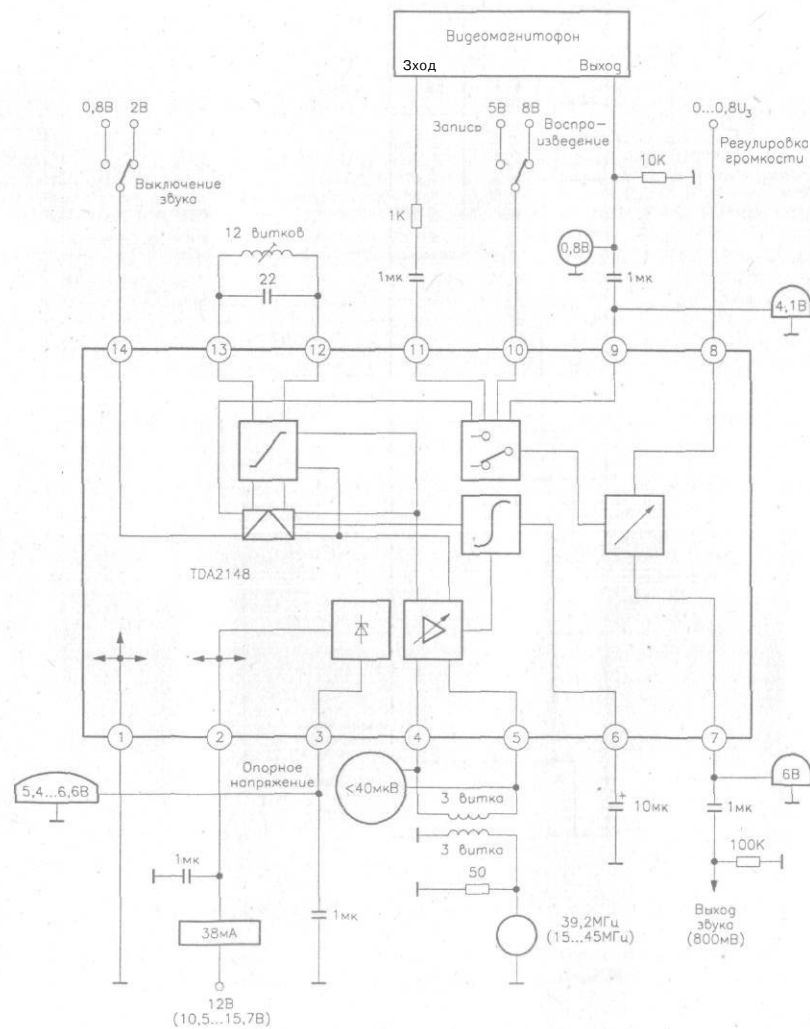 Видеомагнитофон
Зход
Выход
0,8В
2В
5В
8В
0...0,8U3
Запись
Воспро-
изведение
Регулировка
громкости
Выключение
звука
10К
1К
12 витков
0,8В
22
1мк
1мк
4,1В
14
13
12
11
10
9
8
TDA2148
1
2
3
4
5
6
7
Опорное
напряжение
5,4...6,6В
<40мкВ
6В
3 витка
10мк
+
1мк
3 витка
100К
1мк
50
1мк
38мА
39,2МГц
(15...45МГц)
Выход
звука
(800мВ)
12В
(10,5...15,7В)